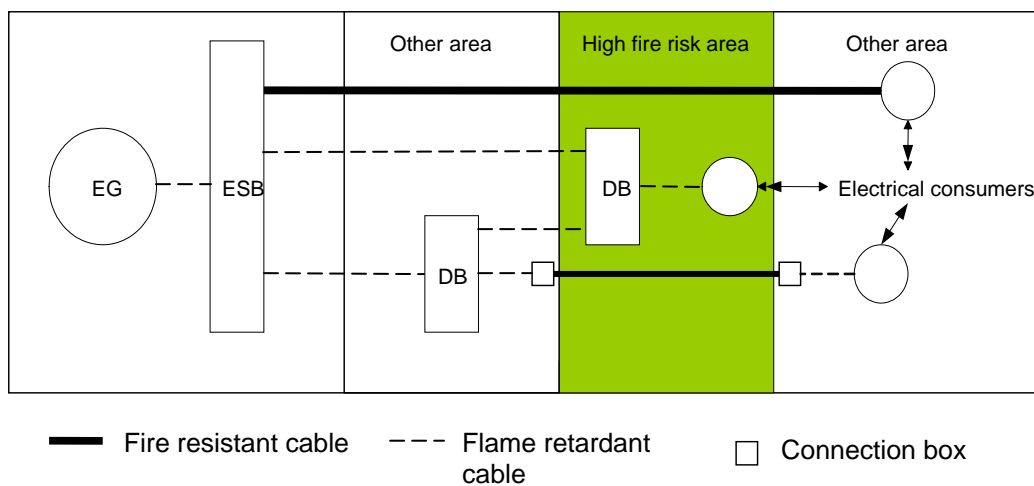 Other area
High fire risk area
Other area
EG
ESB
DB
Electrical consumers
DB
Fire resistant cable
Flame retardant
cable
Connection box